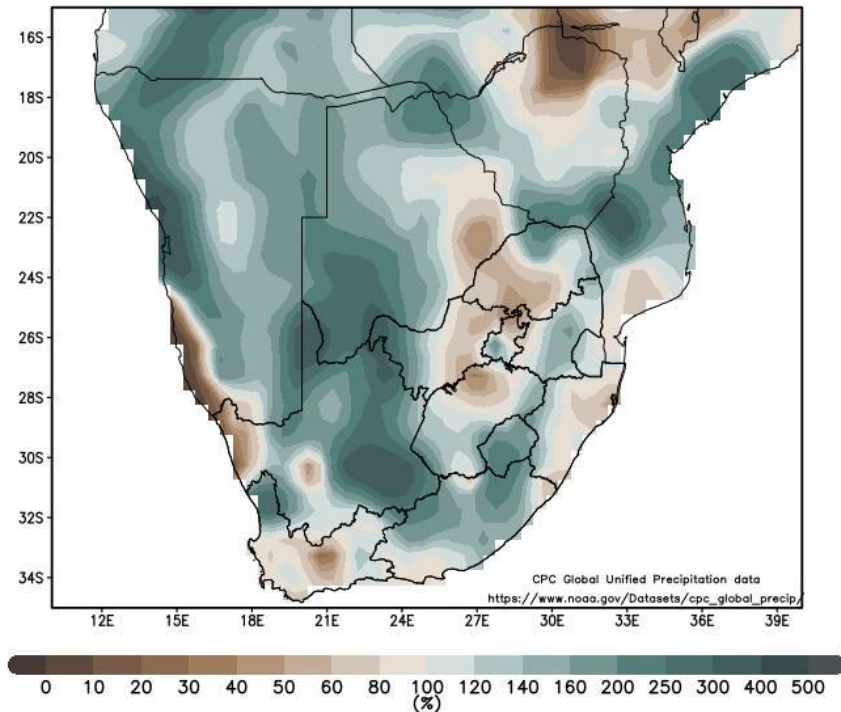 16S
18S
20S
22S
24S
26S
28S
30S
32S
34S
CPC Global Unified Precipitation data
https://www.noaa.gov/Datasets/cpc_global_precip/
12E 15E 18E 21E 24E 27E 30E 33E 36E 39E
0 10 20 30 40 50 60 80 100 120 140 160 200 250 300 400 500
(%)